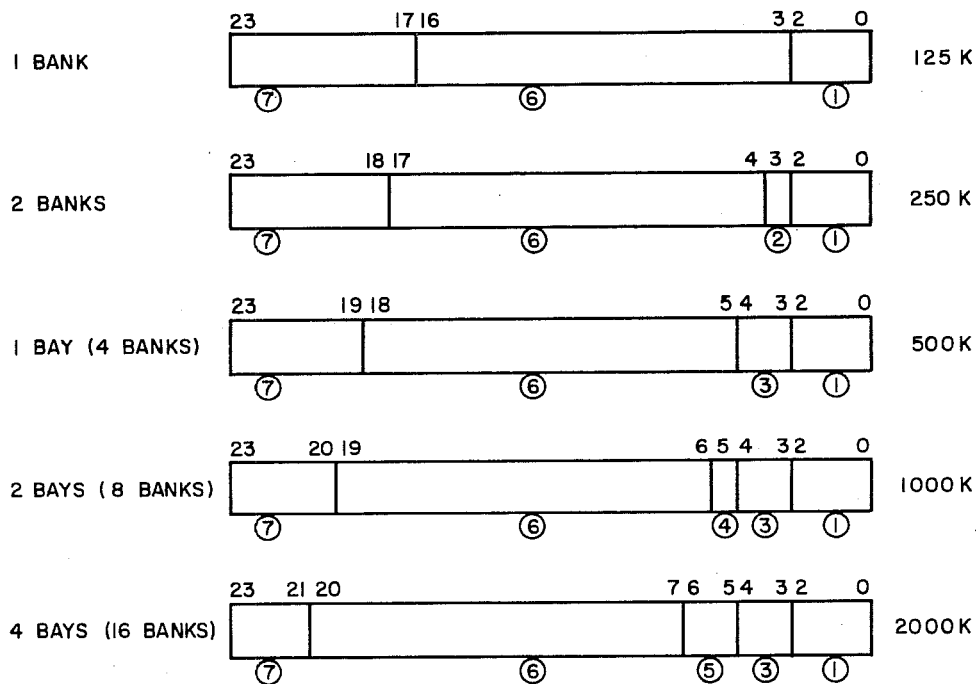 23 17 16 3 2 0
1 BANK 125 K
⑦ ⑥ ①
23 18 17 4 3 2 0
2 BANKS 250 K
⑦ ⑥ ② ①
23 19 18 5 4 3 2 0
1 BAY (4 BANKS) 500 K
⑦ ⑥ ③ ①
23 20 19 6 5 4 3 2 0
2 BAYS (8 BANKS) 1000 K
⑦ ⑥ ④ ③ ①
23 21 20 7 6 5 4 3 2 0
4 BAYS (16 BANKS) 2000 K
⑦ ⑥ ⑤ ③ ①